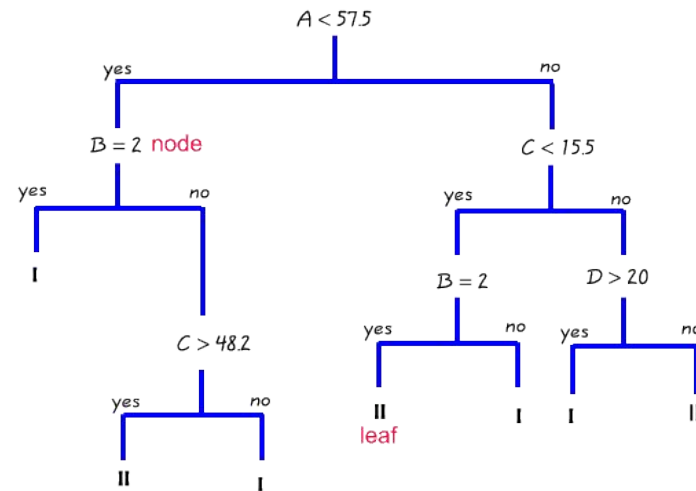 A < 57.5
yes
no
B = 2 node
C < 15.5
yes
no
yes
no
I
B = 2
D > 20
C > 48.2
yes
no
yes
no
II
I
I
II
leaf
yes
no
II
I